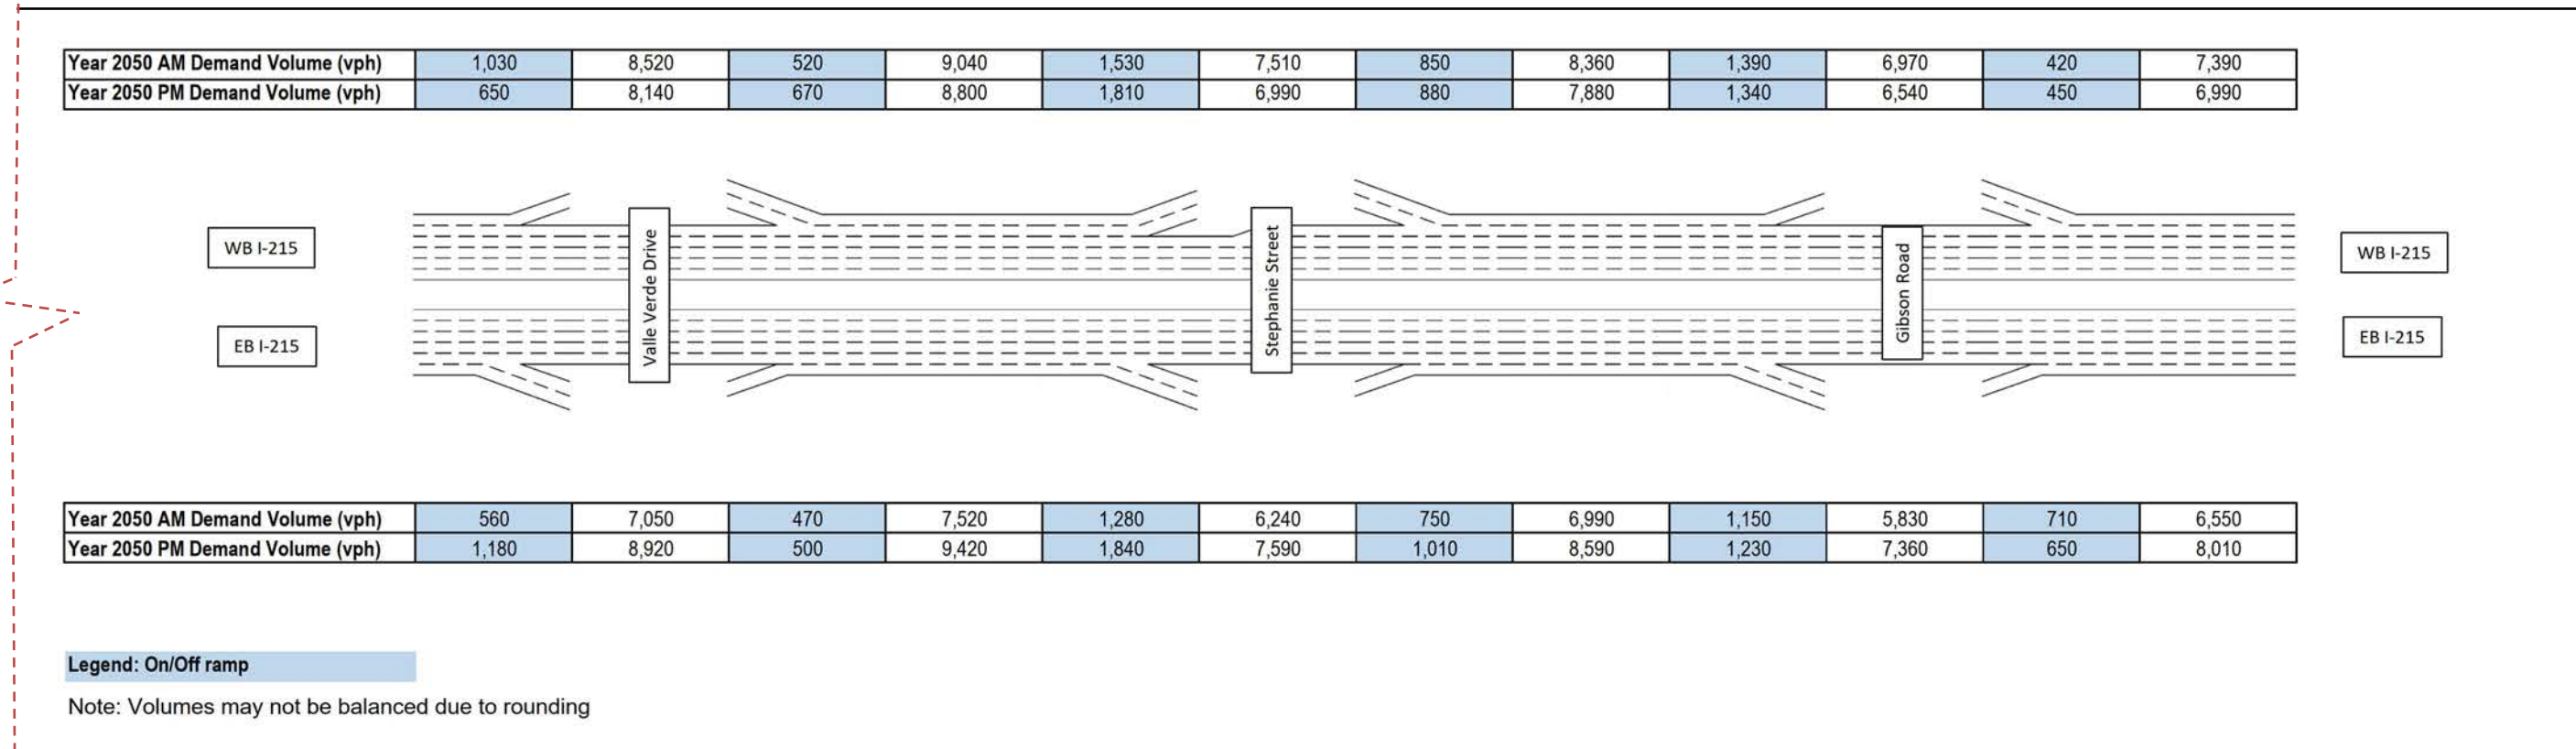 Year 2050 AM Demand Volume (vph) 1,030 8,520 520 9,040 1,530 7,510 850 8,360 1,390 6,970 420 7,390
Year 2050 PM Demand Volume (vph) 650 8,140 670 8,800 1,810 6,990 880 7,880 1,340 6,540 450 6,990
WB I-215
Valle Verde Drive
Stephanie Street
Gibson Road
WB I-215
EB I-215
EB I-215
Year 2050 AM Demand Volume (vph) 560 7,050 470 7,520 1,280 6,240 750 6,990 1,150 5,830 710 6,550
Year 2050 PM Demand Volume (vph) 1,180 8,920 500 9,420 1,840 7,590 1,010 8,590 1,230 7,360 650 8,010
Legend: On/Off ramp
Note: Volumes may not be balanced due to rounding